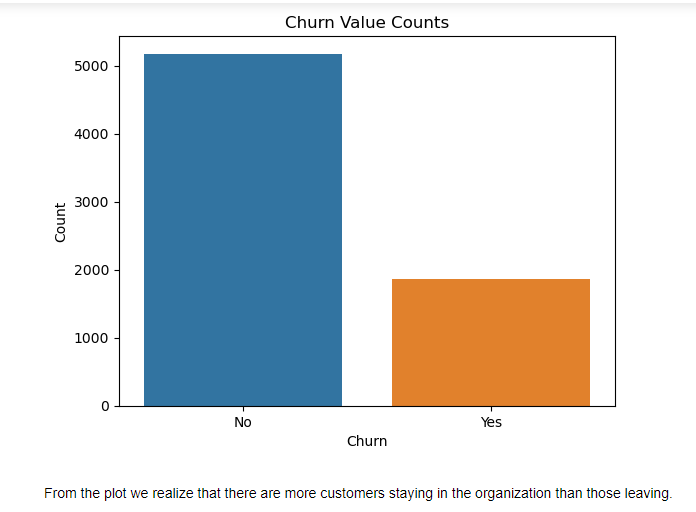 Churn Value Counts
5000
4000
3000
2000
1000
0
Count
No Yes
Churn
From the plot we realize that there are more customers staying in the organization than those leaving.